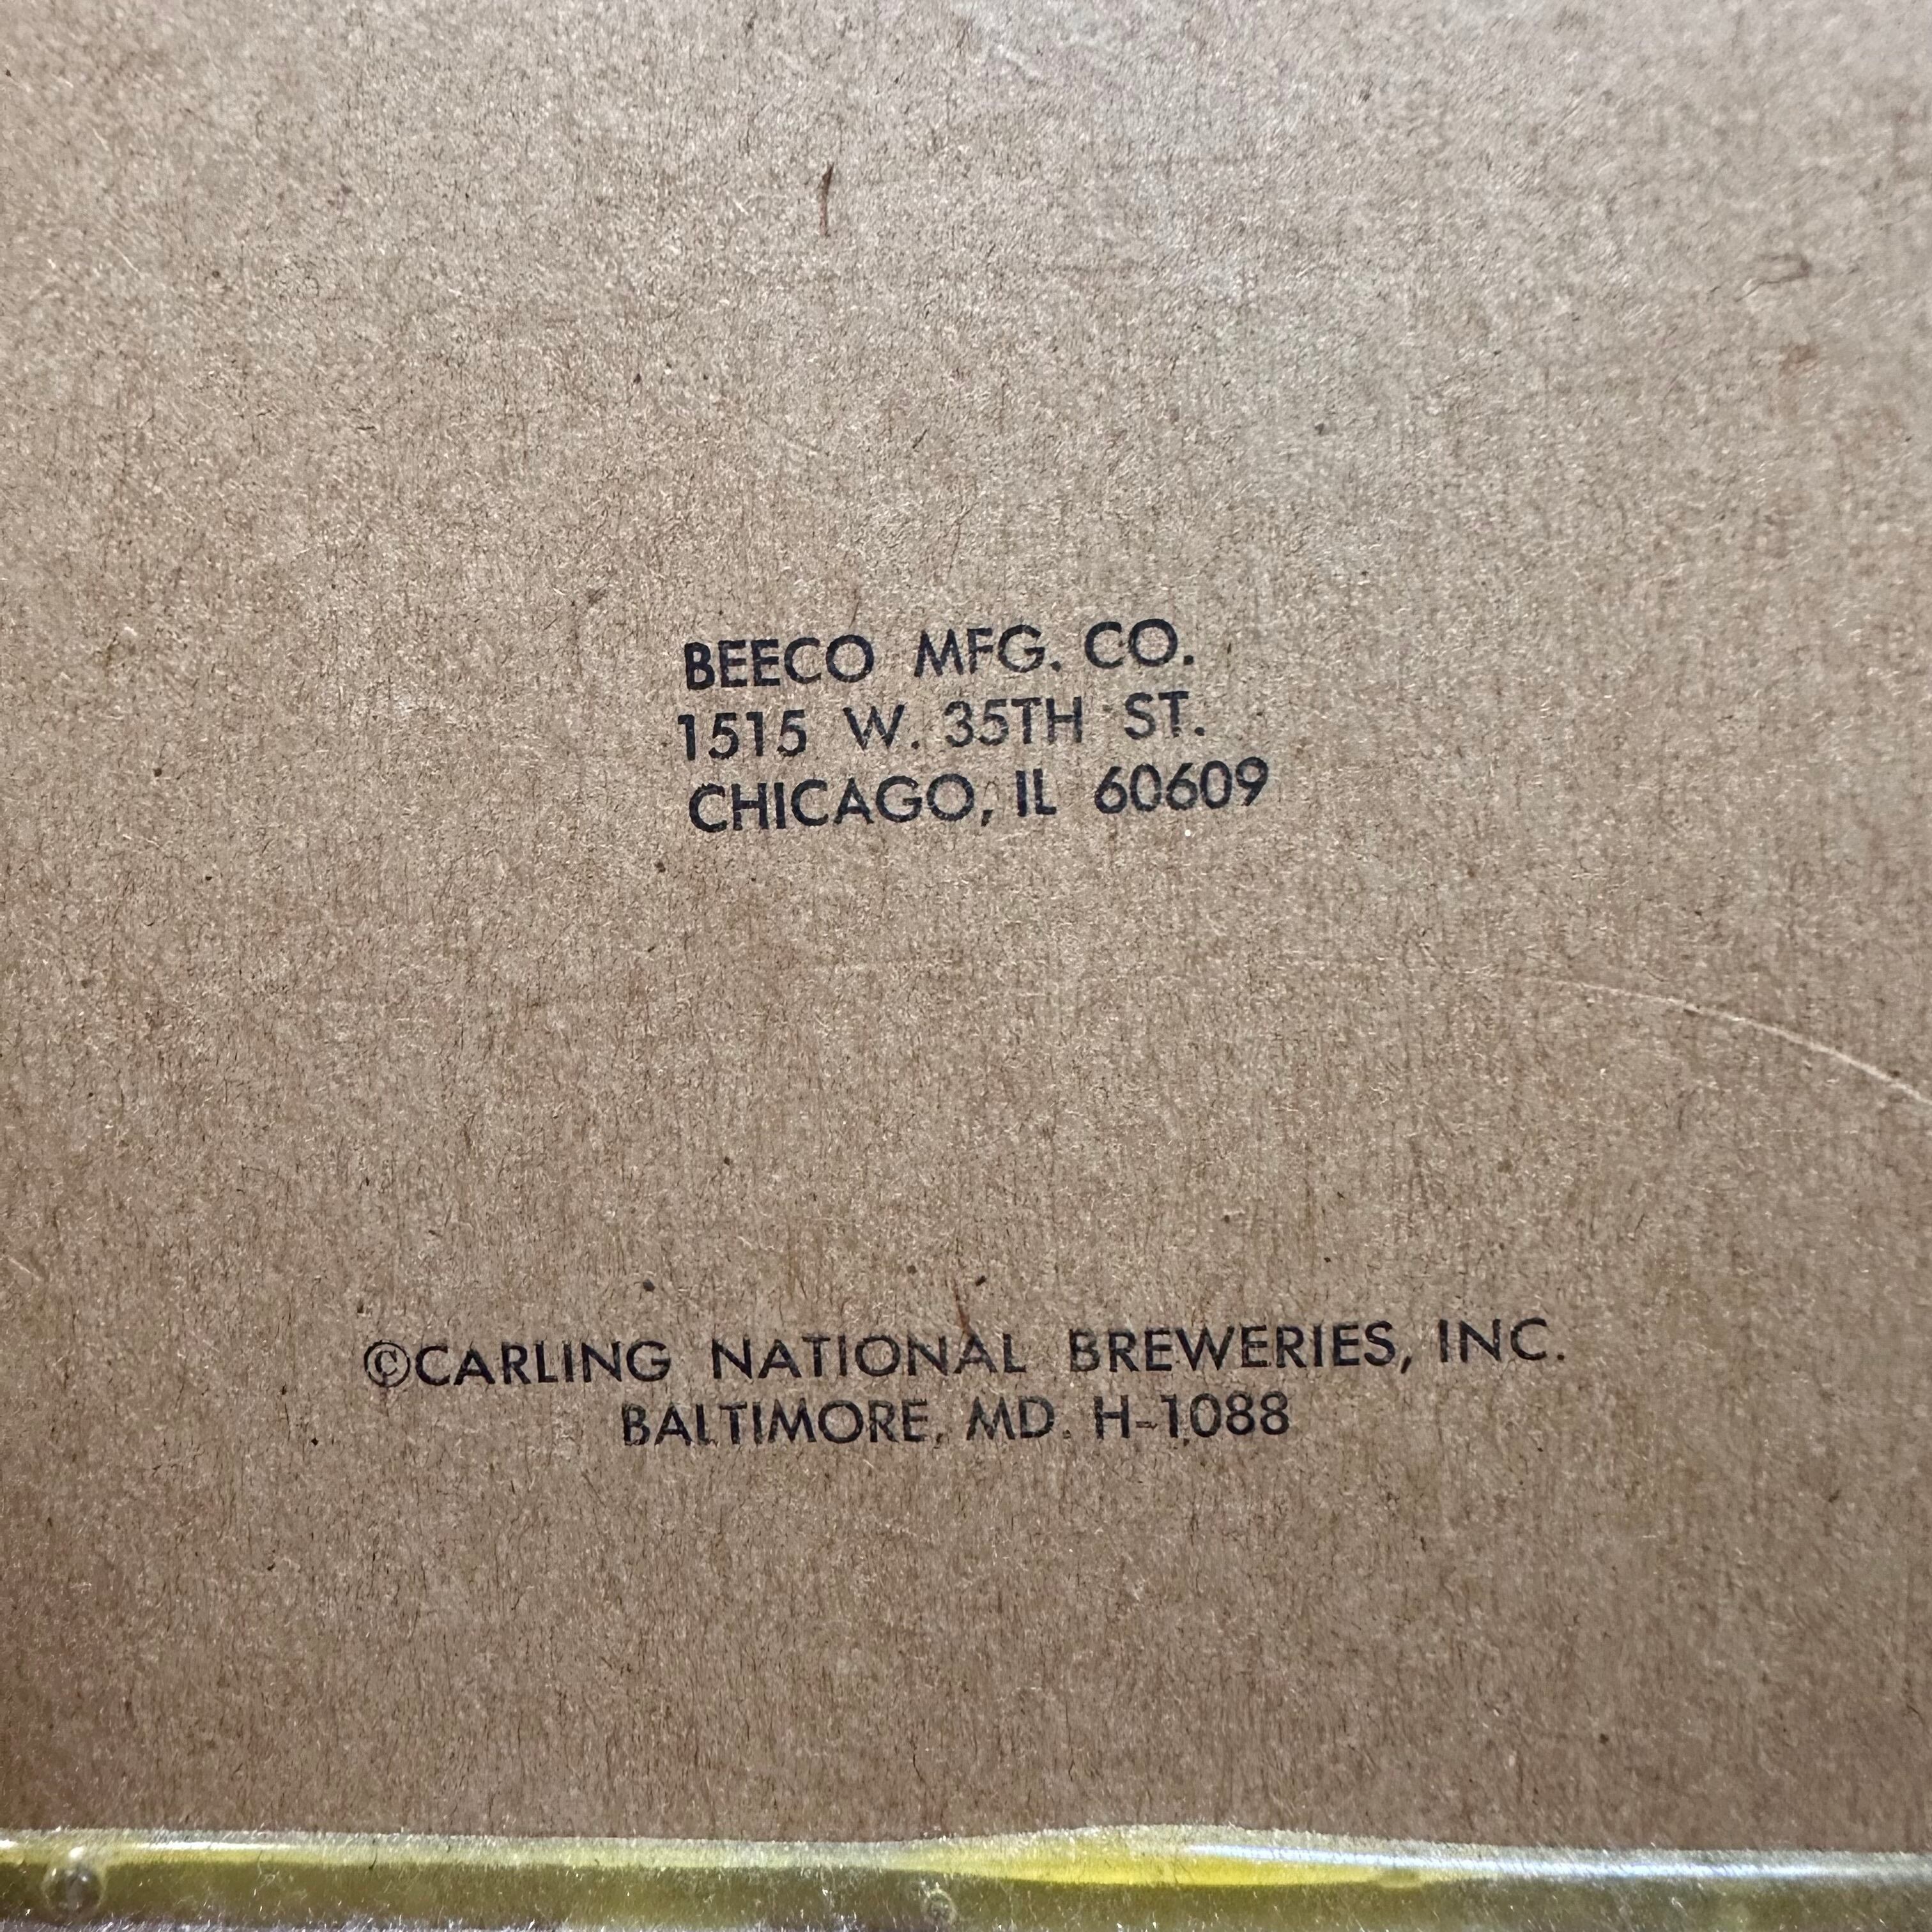 BEECO MFG. CO.
1515 W. 35TH ST.
CHICAGO, IL 60609
©CARLING NATIONAL BREWERIES, INC.
BALTIMORE, MD. H-1088